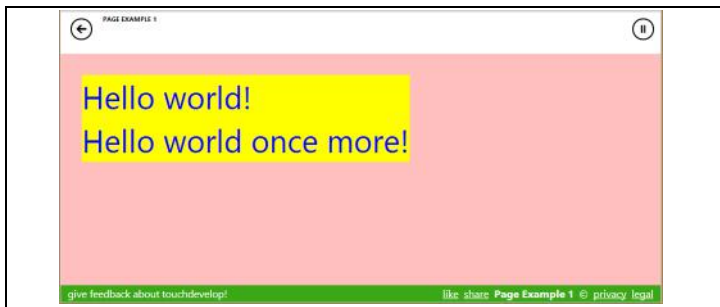 PAGE EXAMPLE 1
Hello world!
Hello world once more!
give feedback about touchdevelop!
like share Page Example 1 © privacy legal